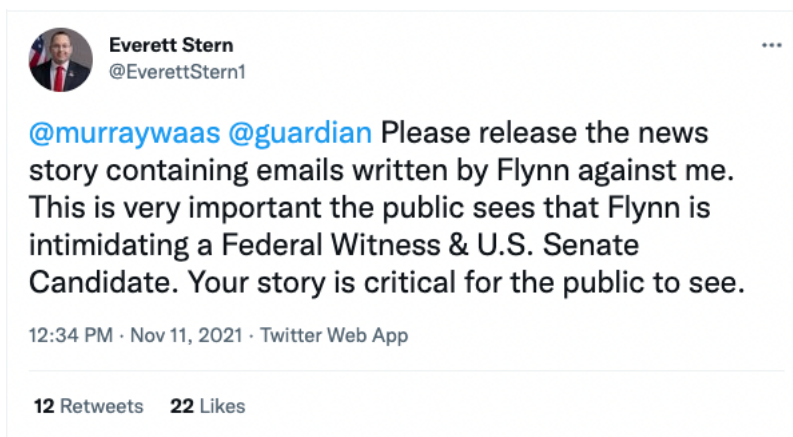 Everett Stern
@EverettStern1
@murraywaas @guardian Please release the news
story containing emails written by Flynn against me.
This is very important the public sees that Flynn is
intimidating a Federal Witness & U.S. Senate
Candidate. Your story is critical for the public to see.
12:34 PM · Nov 11, 2021 · Twitter Web App
12 Retweets 22 Likes